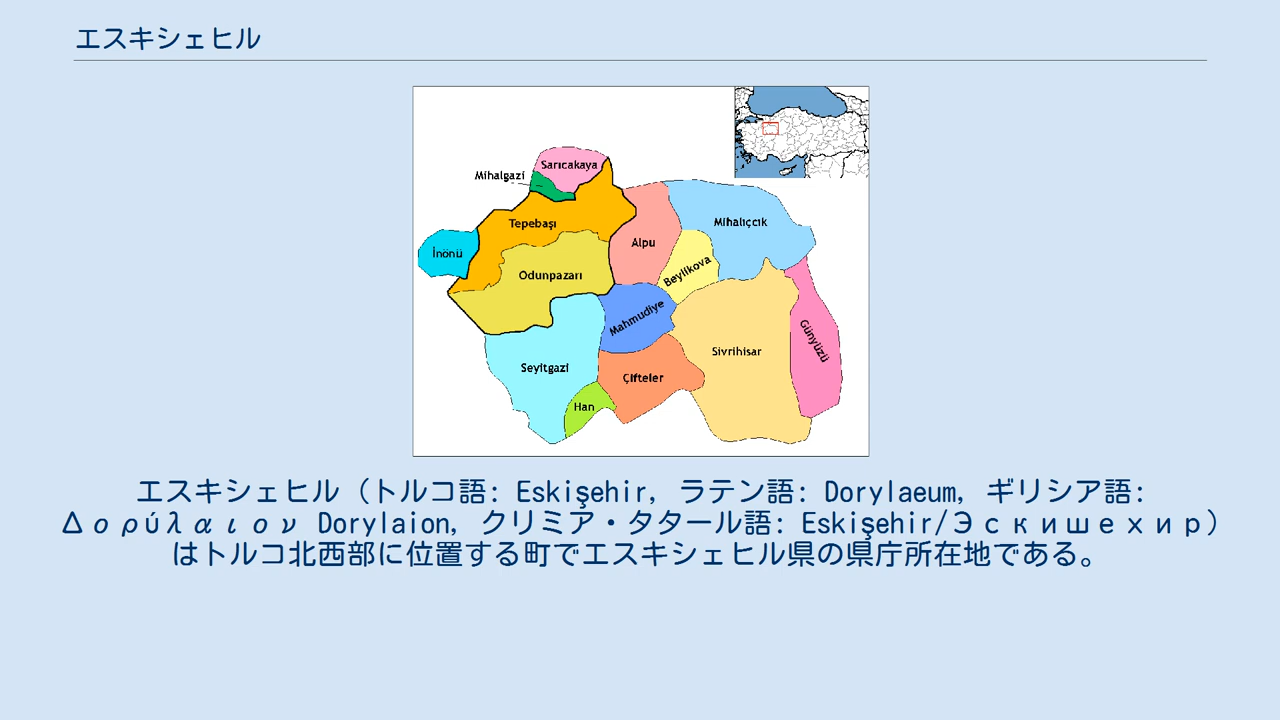 エスキシェヒル
Sarıcakaya
Mihalgazi
Tepebaşı
Mihalıççık
İnönü
Alpu
Odunpazarı
Beylikova
Mahmudiye
Günyüzü
Sivrihisar
Seyitgazi
Çifteler
Han
エスキシェヒル（トルコ語: Eskişehir, ラテン語: Dorylaeum, ギリシア語:
Δορύλαιον Dorylaion, クリミア・タタール語: Eskişehir/Эскишехир）
はトルコ北西部に位置する町でエスキシェヒル県の県庁所在地である。